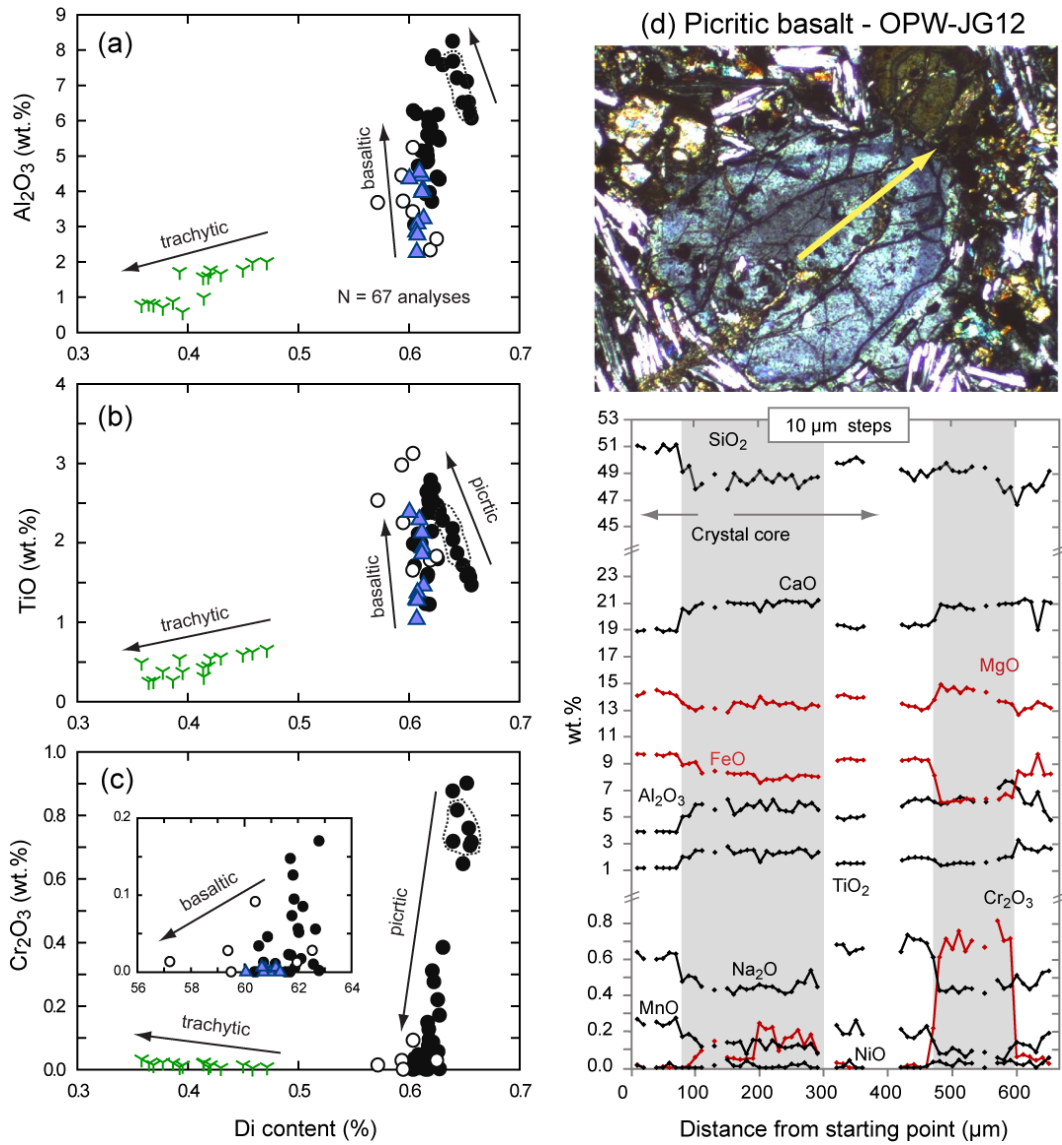 (a)
Al₂O₃ (wt.%)
9
8
7
6
5
4
3
2
1
0
basaltic
trachytic
N = 67 analyses
0.3 0.4 0.5 0.6 0.7
(b)
TiO (wt.%)
4
3
2
1
0
picrtic
basaltic
trachytic
0.3 0.4 0.5 0.6 0.7
(c)
Cr₂O₃ (wt.%)
1.0
0.8
0.6
0.4
0.2
0.0
0.2
0.1
0.0
basaltic
56 58 60 62 64
picrtic
trachytic
0.3 0.4 0.5 0.6 0.7
Di content (%)
(d) Picritic basalt - OPW-JG12
10 µm steps
wt.%
53
51
49
47
45
23
21
19
17
15
13
11
9
7
5
3
1
0.8
0.6
0.4
0.2
0.0
SiO₂
Crystal core
CaO
MgO
FeO
Al₂O₃
TiO₂
Cr₂O₃
Na₂O
MnO
NiO
0 100 200 300 400 500 600
Distance from starting point (µm)